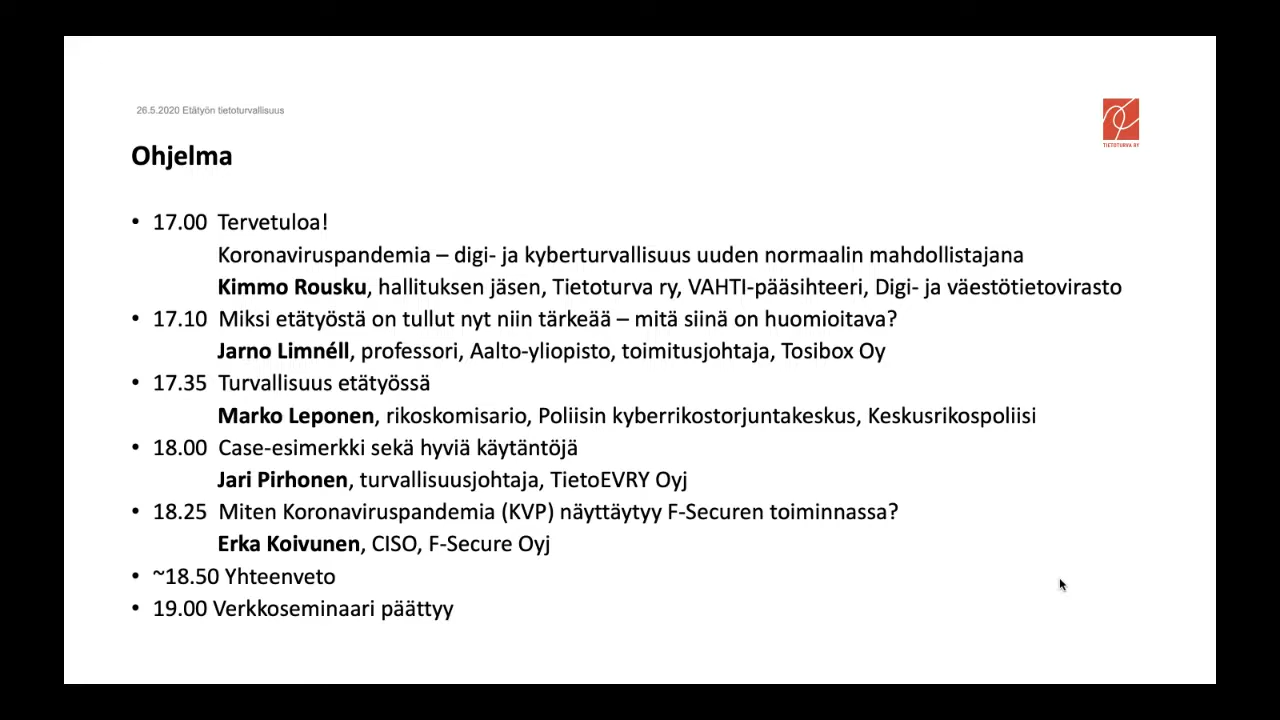 26.5.2020 Etätyön tietoturvallisuus
TIETOTURVA RY
Ohjelma
• 17.00 Tervetuloa!
Koronaviruspandemia – digi- ja kyberturvallisuus uuden normaalin mahdollistajana
Kimmo Rousku, hallituksen jäsen, Tietoturva ry, VAHTI-pääsihteeri, Digi- ja väestötietovirasto
• 17.10 Miksi etätyöstä on tullut nyt niin tärkeää – mitä siinä on huomioitava?
Jarno Limnéll, professori, Aalto-yliopisto, toimitusjohtaja, Tosibox Oy
• 17.35 Turvallisuus etätyössä
Marko Leponen, rikoskomisario, Poliisin kyberrikostorjuntakeskus, Keskusrikospoliisi
• 18.00 Case-esimerkki sekä hyviä käytäntöjä
Jari Pirhonen, turvallisuusjohtaja, TietoEVRY Oyj
• 18.25 Miten Koronaviruspandemia (KVP) näyttäytyy F-Securen toiminnassa?
Erka Koivunen, CISO, F-Secure Oyj
• ~18.50 Yhteenveto
• 19.00 Verkkoseminaari päättyy